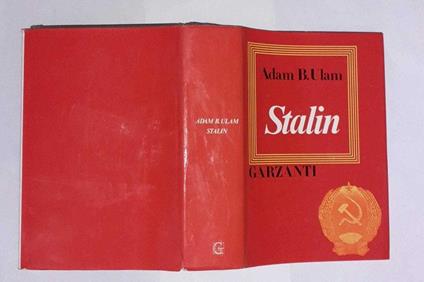 ADAM B. ULAM
STALIN
G
Adam B. Ulam
Stalin
GARZANTI